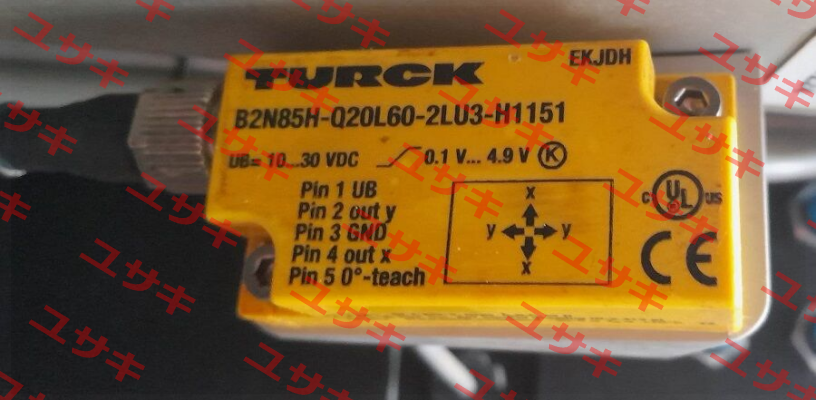 EKJDH
TURCK
B2N85H-Q20L60-2LU3-H1151
UB= 10...30 VDC 0.1 V... 4.9 V K
Pin 1 UB
Pin 2 out y
Pin 3 GND
Pin 4 out x
Pin 5 0°-teach
x
y y
x
c UL us
CE
ユサキ